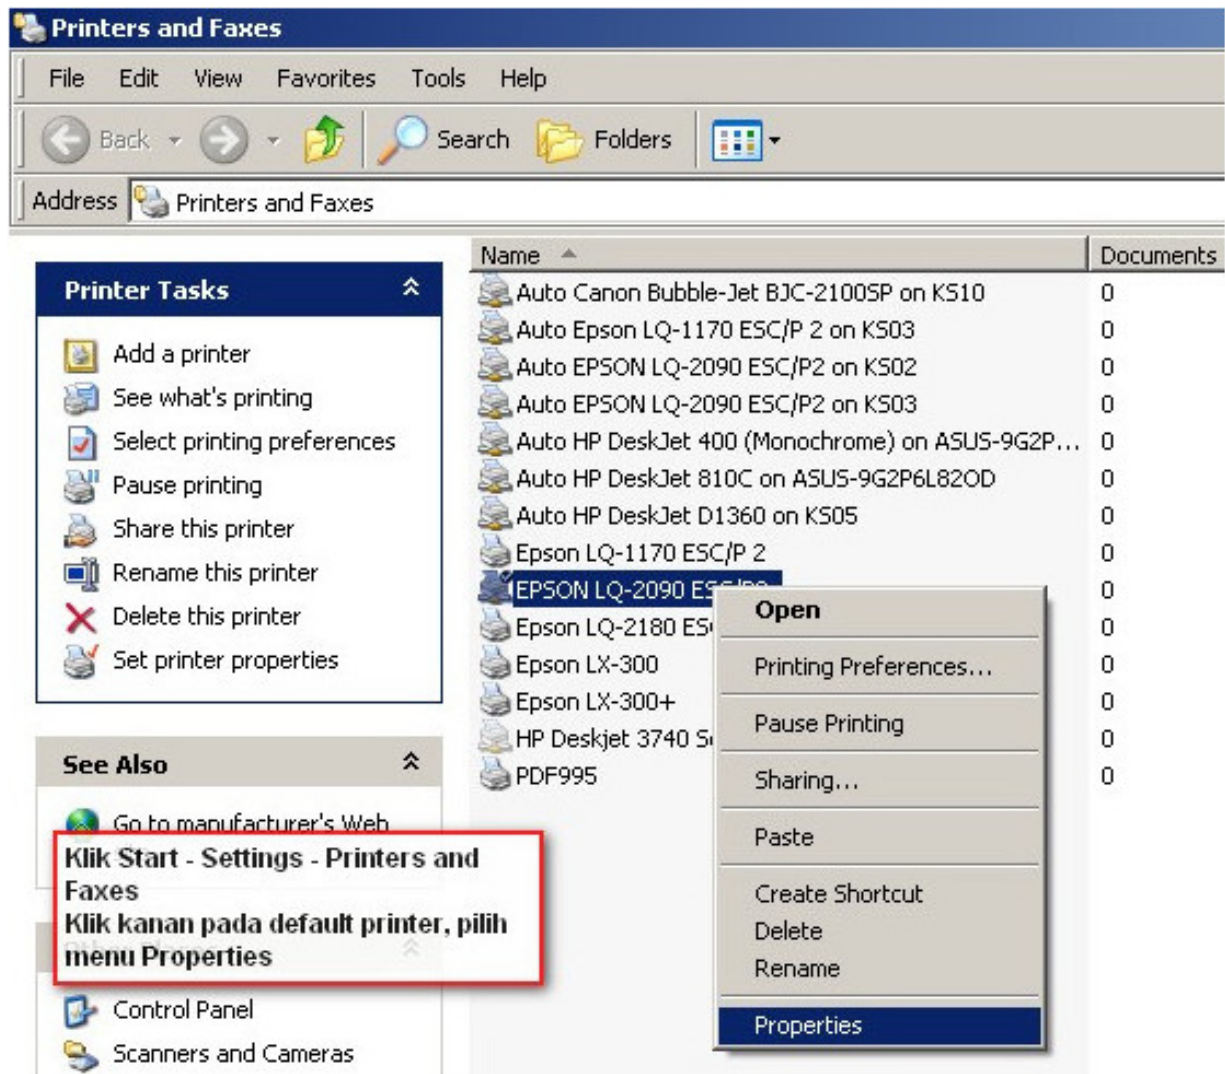 Printers and Faxes
File Edit View Favorites Tools Help
Back Search Folders
Address Printers and Faxes
Printer Tasks
Add a printer
See what's printing
Select printing preferences
Pause printing
Share this printer
Rename this printer
Delete this printer
Set printer properties
See Also
Go to manufacturer's Web
Klik Start - Settings - Printers and
Faxes
Klik kanan pada default printer, pilih
menu Properties
Control Panel
Scanners and Cameras
Name Documents
Auto Canon Bubble-Jet BJC-2100SP on KS10 0
Auto Epson LQ-1170 ESC/P 2 on KS03 0
Auto EPSON LQ-2090 ESC/P2 on KS02 0
Auto EPSON LQ-2090 ESC/P2 on KS03 0
Auto HP DeskJet 400 (Monochrome) on ASUS-9G2P... 0
Auto HP DeskJet 810C on ASUS-9G2P6L82OD 0
Auto HP DeskJet D1360 on KS05 0
Epson LQ-1170 ESC/P 2 0
EPSON LQ-2090 ESC/P2 0
Epson LQ-2180 ES 0
Epson LX-300 0
Epson LX-300+ 0
HP Deskjet 3740 S 0
PDF995 0
Open
Printing Preferences...
Pause Printing
Sharing...
Paste
Create Shortcut
Delete
Rename
Properties